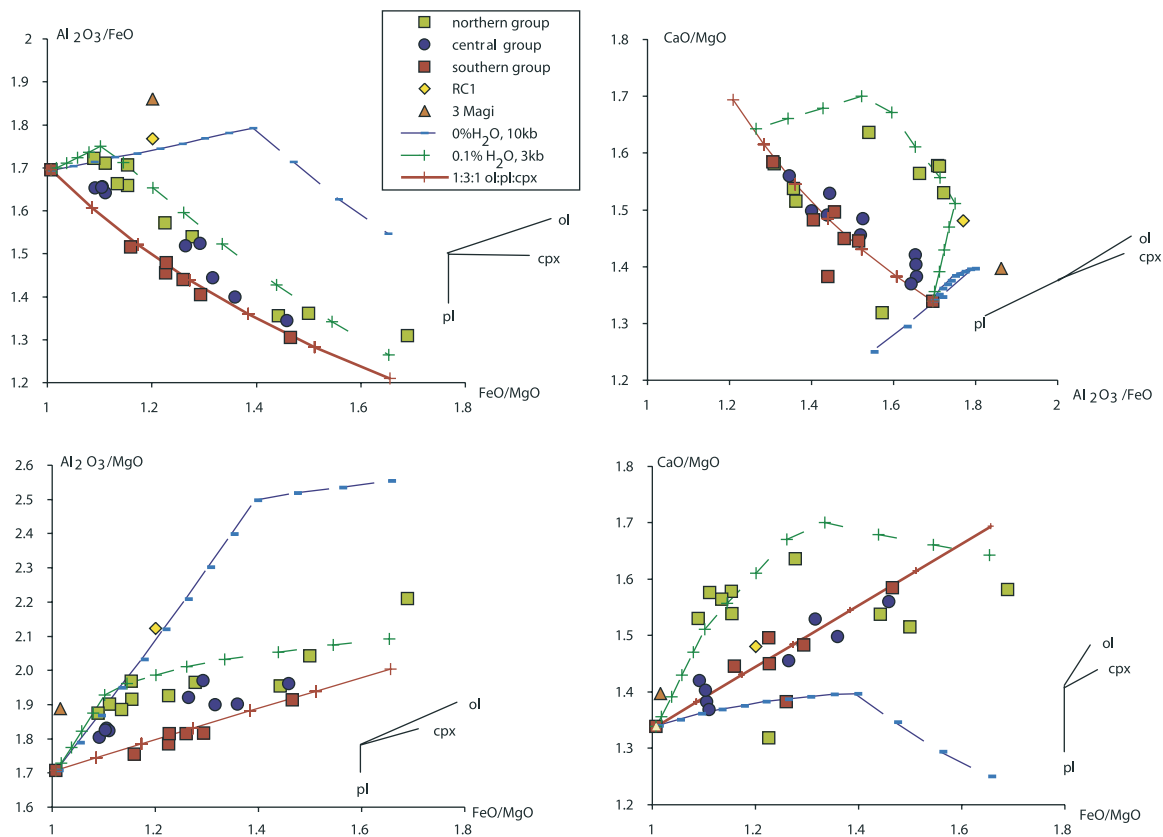 Al 2O3/FeO
1.9
1.8
1.7
1.6
1.5
1.4
1.3
1.2
1
1.2
1.4
1.6
1.8
FeO/MgO
ol
cpx
pl
northern group
central group
southern group
RC1
3 Magi
0%H2O, 10kb
0.1% H2O, 3kb
1:3:1 ol:pl:cpx
CaO/MgO
1.8
1.7
1.6
1.5
1.4
1.3
1.2
1
1.2
1.4
1.6
1.8
2
Al 2O3 /FeO
ol
cpx
pl
Al2 O3/MgO
2.6
2.5
2.4
2.3
2.2
2.1
2.0
1.9
1.8
1.7
1.6
1
1.2
1.4
1.6
1.8
FeO/MgO
ol
cpx
pl
CaO/MgO
1.8
1.7
1.6
1.5
1.4
1.3
1.2
1
1.2
1.4
1.6
1.8
FeO/MgO
ol
cpx
pl